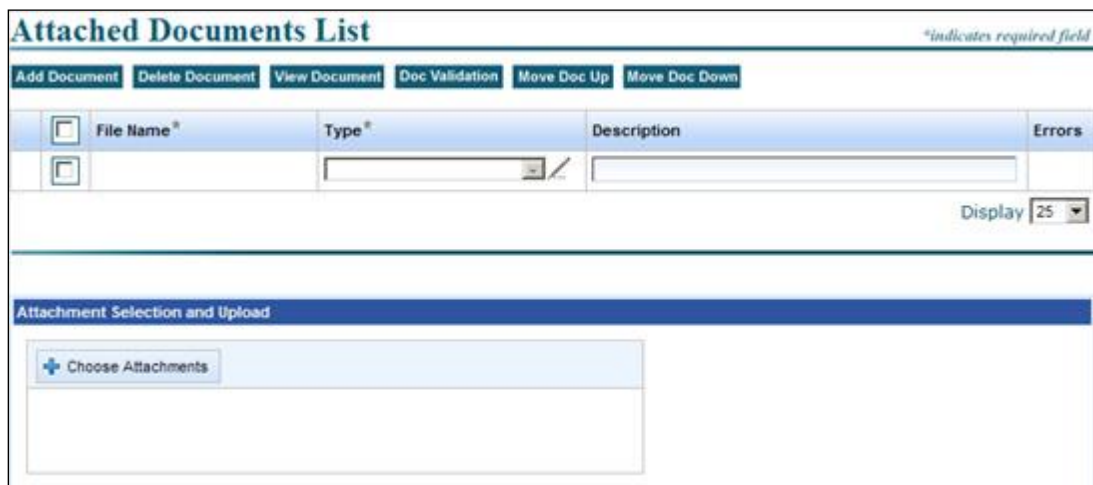 Attached Documents List
*indicates required field
Add Document Delete Document View Document Doc Validation Move Doc Up Move Doc Down
File Name* Type* Description Errors
Display 25
Attachment Selection and Upload
Choose Attachments